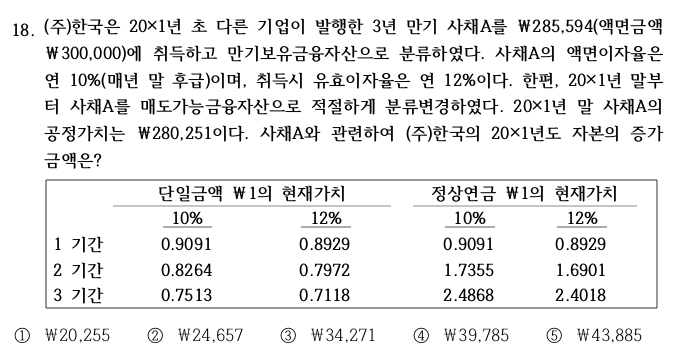 18. (주)한국은 20×1년 초 다른 기업이 발행한 3년 만기 사채A를 ₩285,594(액면금액
₩300,000)에 취득하고 만기보유금융자산으로 분류하였다. 사채A의 액면이자율은
연 10%(매년 말 후급)이며, 취득시 유효이자율은 연 12%이다. 한편, 20×1년 말부
터 사채A를 매도가능금융자산으로 적절하게 분류변경하였다. 20×1년 말 사채A의
공정가치는 ₩280,251이다. 사채A와 관련하여 (주)한국의 20×1년도 자본의 증가
금액은?
단일금액 ₩1의 현재가치 정상연금 ₩1의 현재가치
10% 12% 10% 12%
1 기간 0.9091 0.8929 0.9091 0.8929
2 기간 0.8264 0.7972 1.7355 1.6901
3 기간 0.7513 0.7118 2.4868 2.4018
① ₩20,255 ② ₩24,657 ③ ₩34,271 ④ ₩39,785 ⑤ ₩43,885